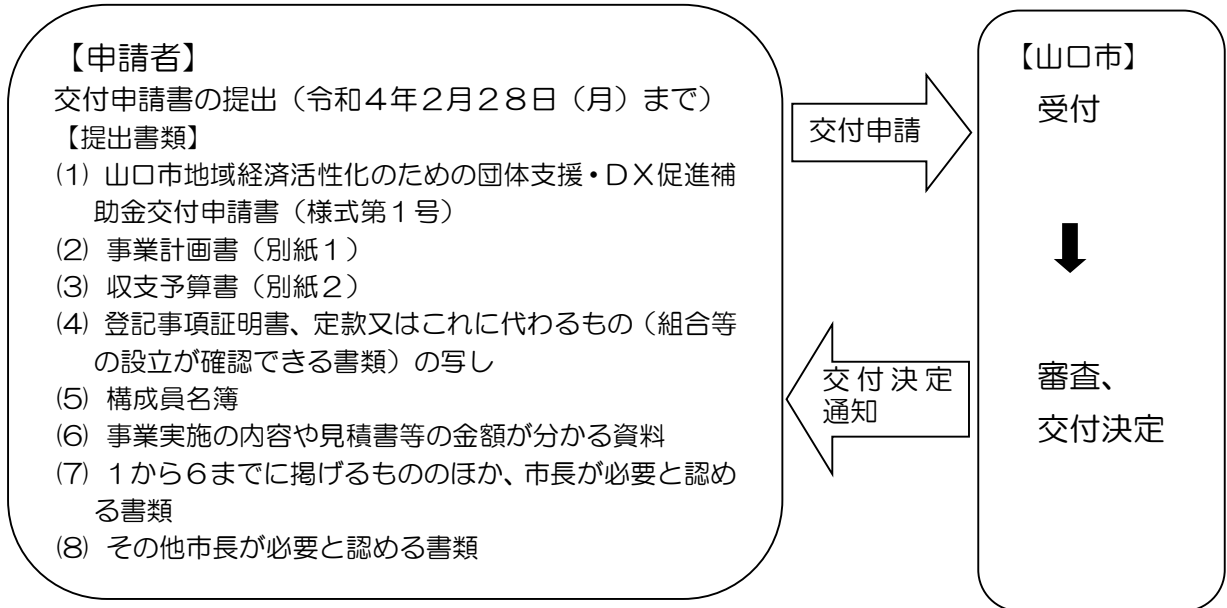 【申請者】
交付申請書の提出（令和４年２月２８日（月）まで）
【提出書類】
⑴ 山口市地域経済活性化のための団体支援・ＤＸ促進補
助金交付申請書（様式第１号）
⑵ 事業計画書（別紙１）
⑶ 収支予算書（別紙２）
⑷ 登記事項証明書、定款又はこれに代わるもの（組合等
の設立が確認できる書類）の写し
⑸ 構成員名簿
⑹ 事業実施の内容や見積書等の金額が分かる資料
⑺ １から６までに掲げるもののほか、市長が必要と認め
る書類
⑻ その他市長が必要と認める書類
交付申請
交付決定
通知
【山口市】
受付
審査、
交付決定